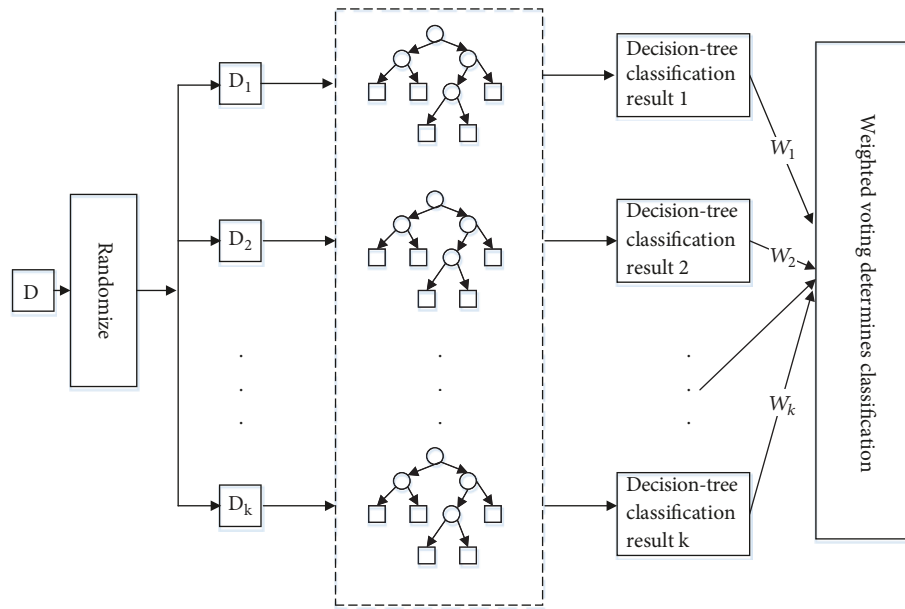 D
Randomize
D₁
D₂
Dₖ
Decision-tree
classification
result 1
Decision-tree
classification
result 2
Decision-tree
classification
result k
W₁
W₂
Wₖ
Weighted voting determines classification